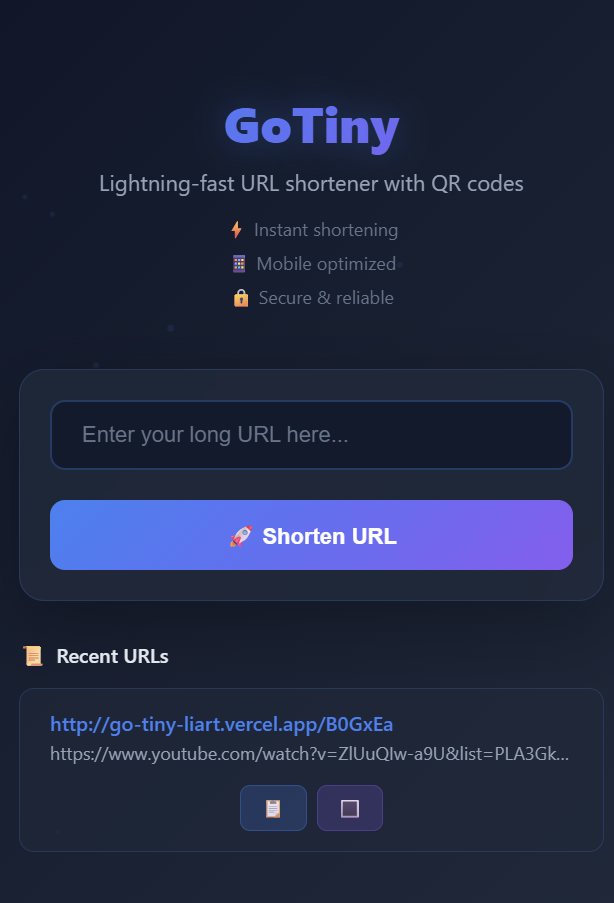 GoTiny
Lightning-fast URL shortener with QR codes
Instant shortening
Mobile optimized
Secure & reliable
Enter your long URL here...
Shorten URL
Recent URLs
http://go-tiny-liart.vercel.app/B0GxEa
https://www.youtube.com/watch?v=ZlUuQIw-a9U&list=PLA3Gk...